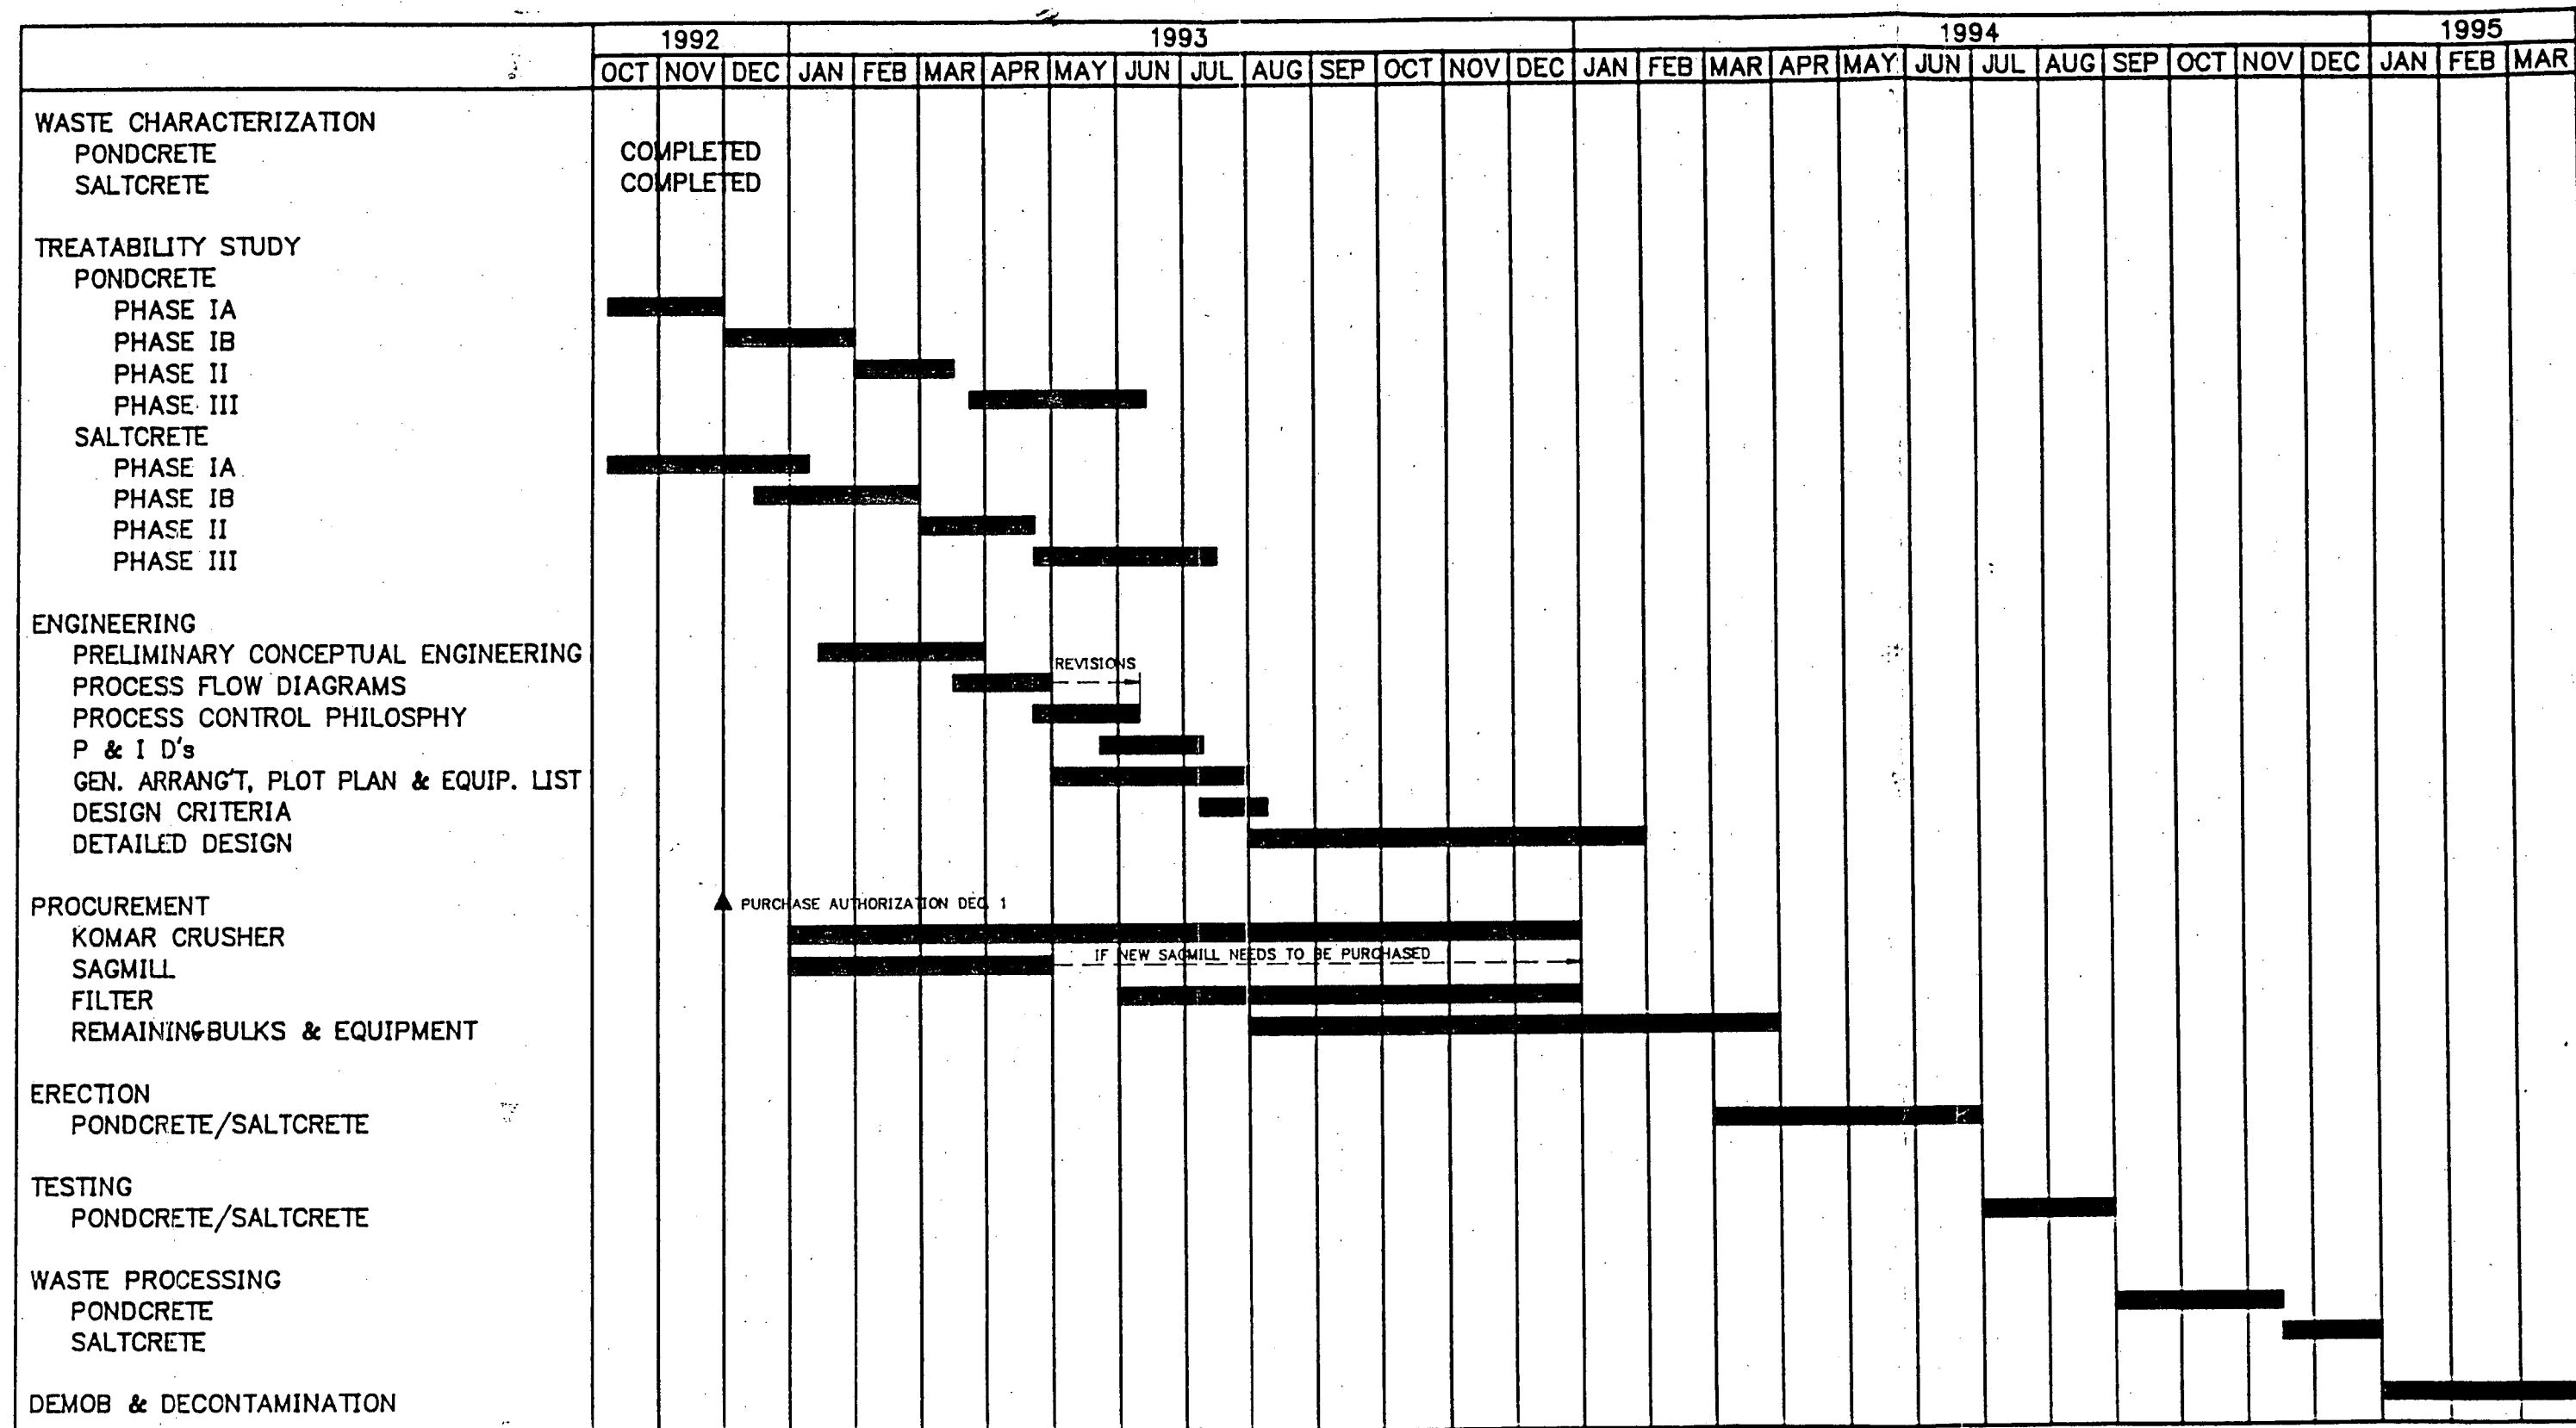 1992 1993 1994 1995
OCT NOV DEC JAN FEB MAR APR MAY JUN JUL AUG SEP OCT NOV DEC JAN FEB MAR APR MAY JUN JUL AUG SEP OCT NOV DEC JAN FEB MAR
WASTE CHARACTERIZATION
PONDCRETE COMPLETED
SALTCRETE COMPLETED
TREATABILITY STUDY
PONDCRETE
PHASE IA
PHASE IB
PHASE II
PHASE III
SALTCRETE
PHASE IA
PHASE IB
PHASE II
PHASE III
ENGINEERING
PRELIMINARY CONCEPTUAL ENGINEERING
REVISIONS
PROCESS FLOW DIAGRAMS
PROCESS CONTROL PHILOSPHY
P & I D's
GEN. ARRANG'T, PLOT PLAN & EQUIP. LIST
DESIGN CRITERIA
DETAILED DESIGN
PROCUREMENT PURCHASE AUTHORIZATION DEC. 1
KOMAR CRUSHER
IF NEW SAGMILL NEEDS TO BE PURCHASED
SAGMILL
FILTER
REMAINING BULKS & EQUIPMENT
ERECTION
PONDCRETE/SALTCRETE
TESTING
PONDCRETE/SALTCRETE
WASTE PROCESSING
PONDCRETE
SALTCRETE
DEMOB & DECONTAMINATION